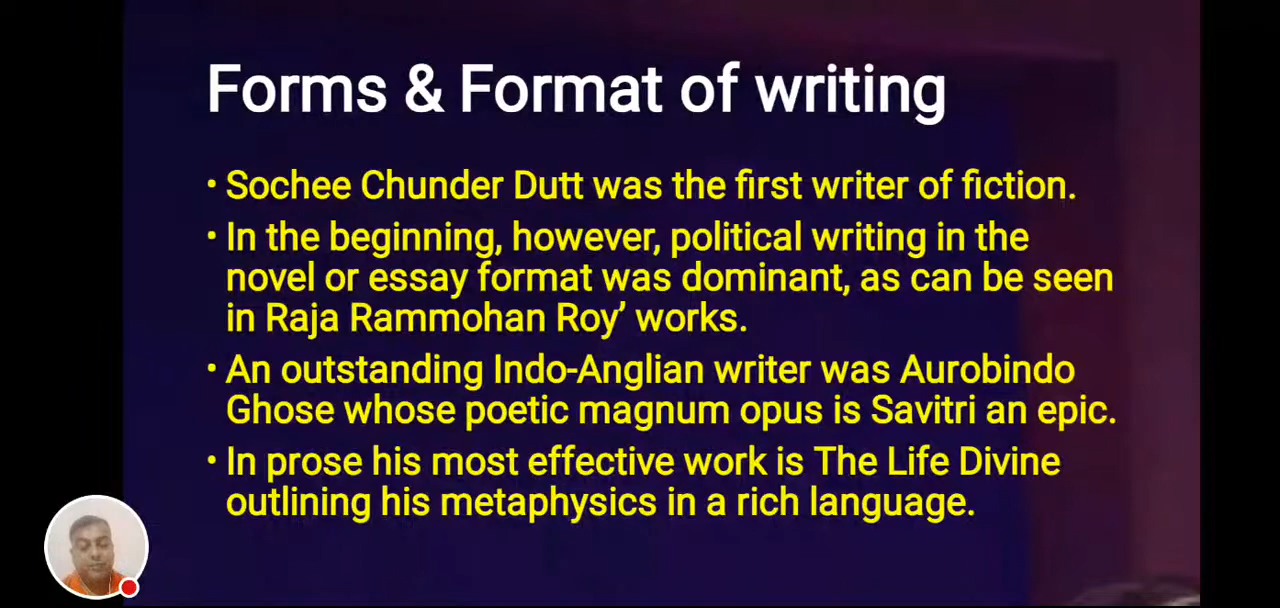 Forms & Format of writing
• Sochee Chunder Dutt was the first writer of fiction.
• In the beginning, however, political writing in the
novel or essay format was dominant, as can be seen
in Raja Rammohan Roy’ works.
• An outstanding Indo-Anglian writer was Aurobindo
Ghose whose poetic magnum opus is Savitri an epic.
• In prose his most effective work is The Life Divine
outlining his metaphysics in a rich language.